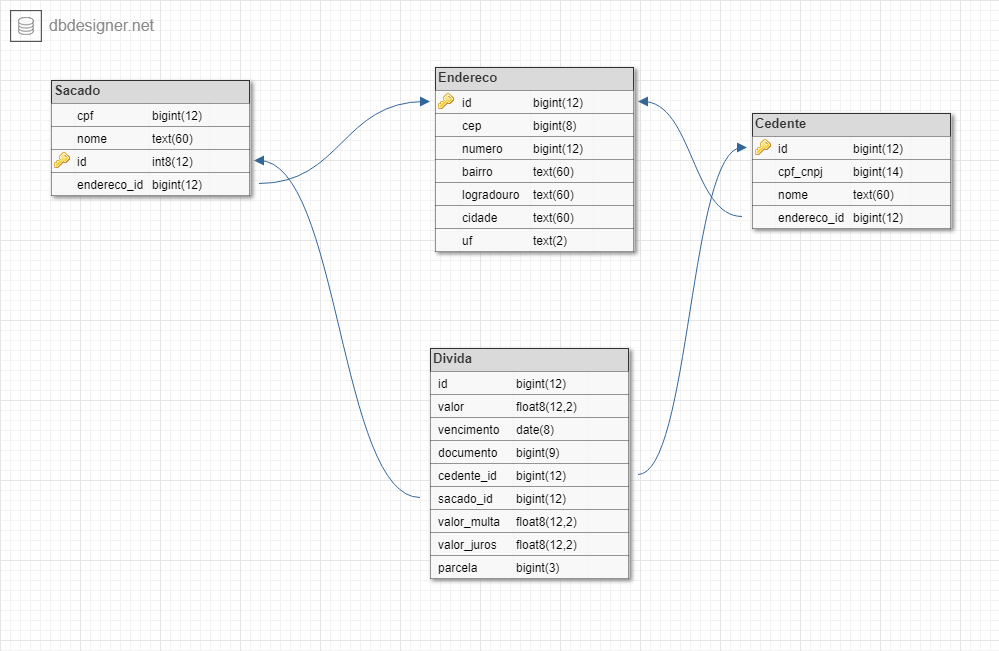 dbdesigner.net
Sacado
cpf bigint(12)
nome text(60)
id int8(12)
endereco_id bigint(12)
Endereco
id bigint(12)
cep bigint(8)
numero bigint(12)
bairro text(60)
logradouro text(60)
cidade text(60)
uf text(2)
Cedente
id bigint(12)
cpf_cnpj bigint(14)
nome text(60)
endereco_id bigint(12)
Divida
id bigint(12)
valor float8(12,2)
vencimento date(8)
documento bigint(9)
cedente_id bigint(12)
sacado_id bigint(12)
valor_multa float8(12,2)
valor_juros float8(12,2)
parcela bigint(3)